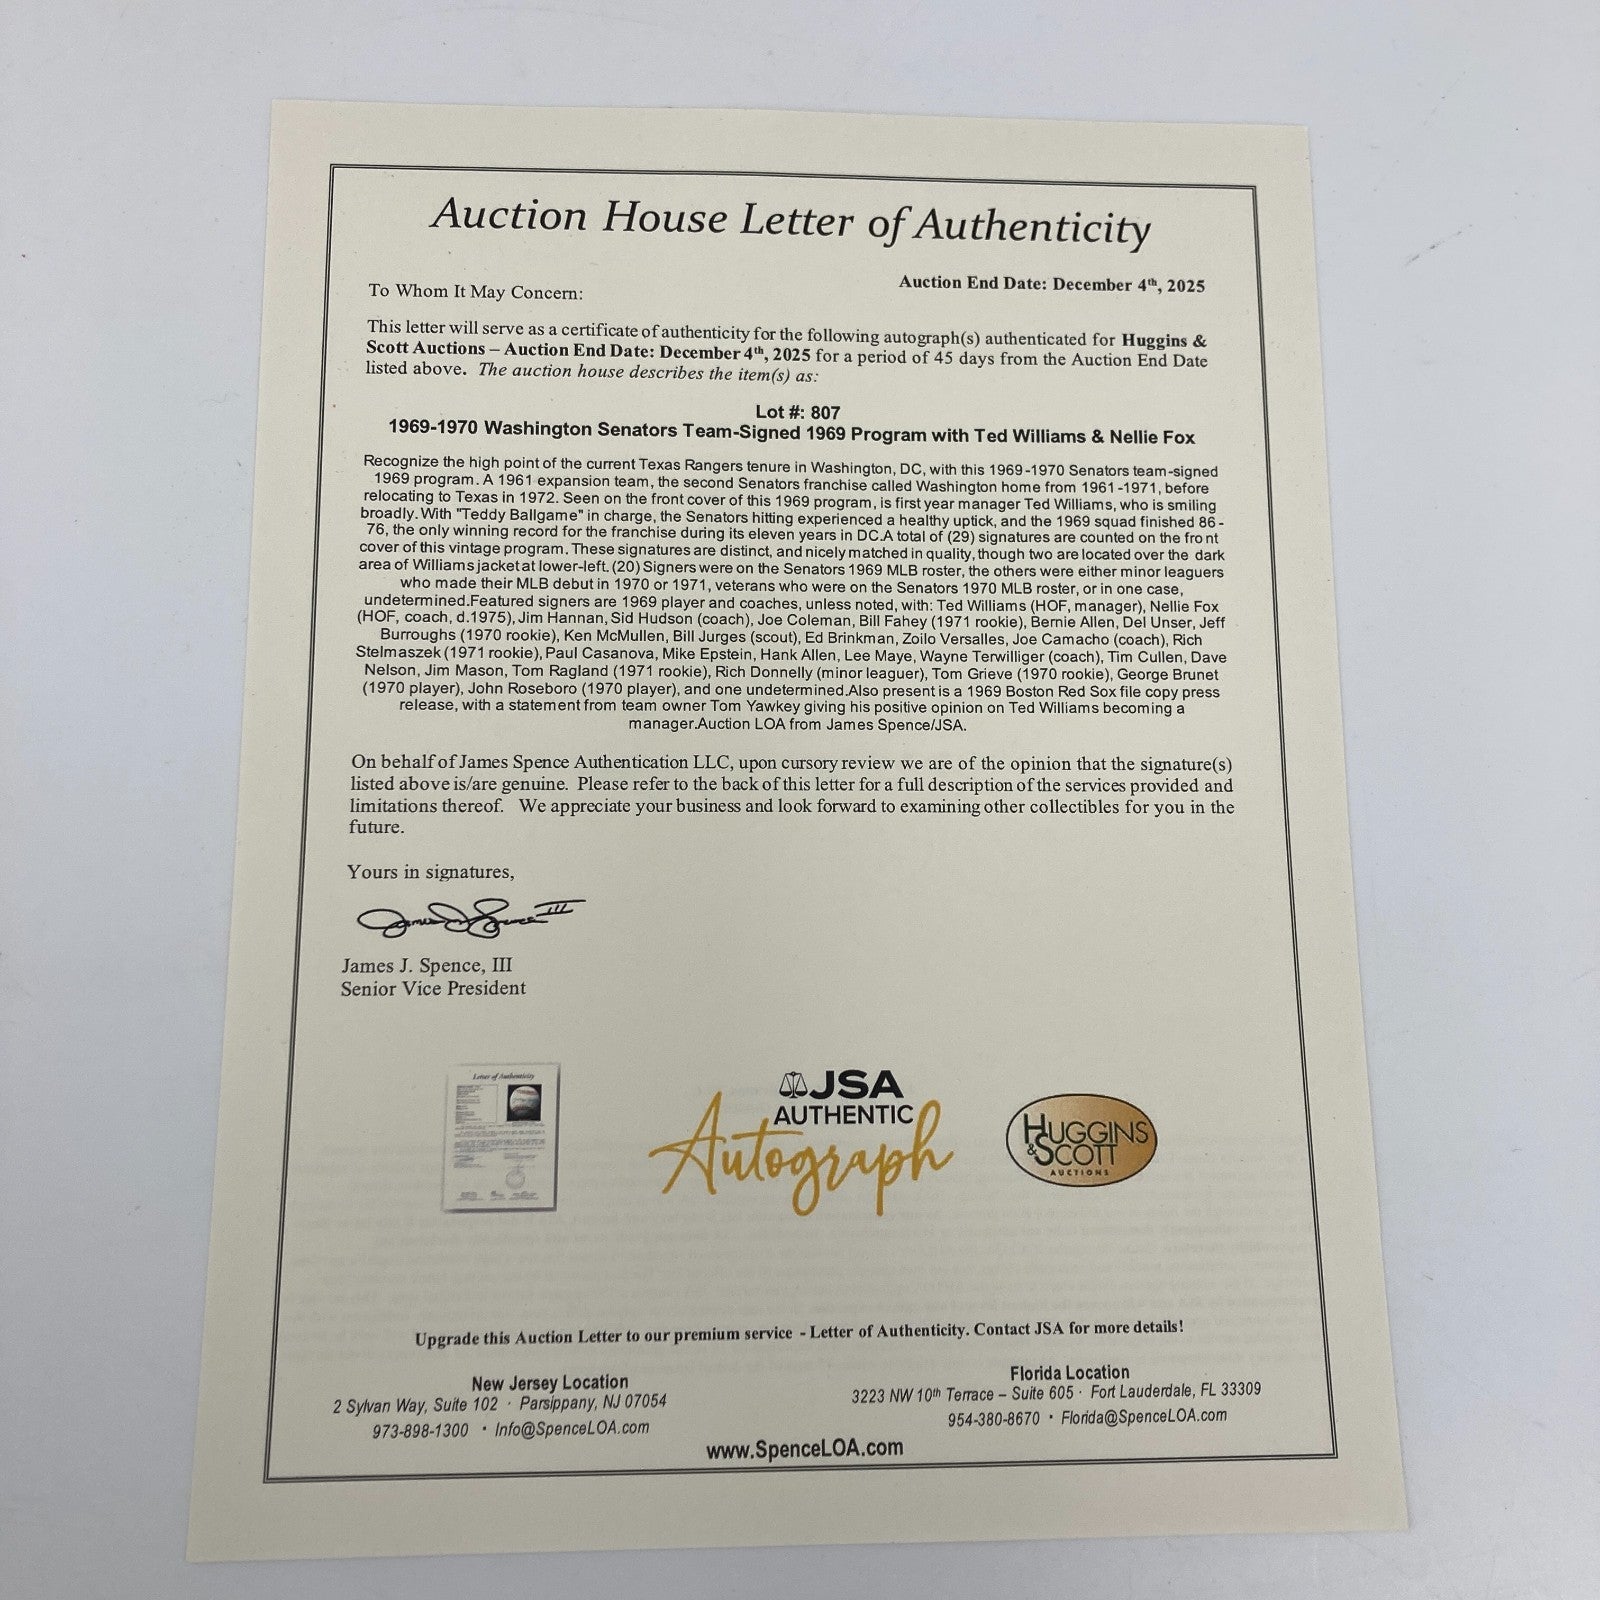 Auction House Letter of Authenticity
Auction End Date: December 4th, 2025
To Whom It May Concern:
This letter will serve as a certificate of authenticity for the following autograph(s) authenticated for Huggins &
Scott Auctions – Auction End Date: December 4th, 2025 for a period of 45 days from the Auction End Date
listed above. The auction house describes the item(s) as:
Lot #: 807
1969-1970 Washington Senators Team-Signed 1969 Program with Ted Williams & Nellie Fox
Recognize the high point of the current Texas Rangers tenure in Washington, DC, with this 1969-1970 Senators team-signed
1969 program. A 1961 expansion team, the second Senators franchise called Washington home from 1961-1971, before
relocating to Texas in 1972. Seen on the front cover of this 1969 program, is first year manager Ted Williams, who is smiling
broadly. With "Teddy Ballgame" in charge, the Senators hitting experienced a healthy uptick, and the 1969 squad finished 86-
76, the only winning record for the franchise during its eleven years in DC.A total of (29) signatures are counted on the front
cover of this vintage program. These signatures are distinct, and nicely matched in quality, though two are located over the dark
area of Williams jacket at lower-left. (20) Signers were on the Senators 1969 MLB roster, the others were either minor leaguers
who made their MLB debut in 1970 or 1971, veterans who were on the Senators 1970 MLB roster, or in one case,
undetermined.Featured signers are 1969 player and coaches, unless noted, with: Ted Williams (HOF, manager), Nellie Fox
(HOF, coach, d.1975), Jim Hannan, Sid Hudson (coach), Joe Coleman, Bill Fahey (1971 rookie), Bernie Allen, Del Unser, Jeff
Burroughs (1970 rookie), Ken McMullen, Bill Jurges (scout), Ed Brinkman, Zoilo Versalles, Joe Camacho (coach), Rich
Stelmaszek (1971 rookie), Paul Casanova, Mike Epstein, Hank Allen, Lee Maye, Wayne Terwilliger (coach), Tim Cullen, Dave
Nelson, Jim Mason, Tom Ragland (1971 rookie), Rich Donnelly (minor leaguer), Tom Grieve (1970 rookie), George Brunet
(1970 player), John Roseboro (1970 player), and one undetermined.Also present is a 1969 Boston Red Sox file copy press
release, with a statement from team owner Tom Yawkey giving his positive opinion on Ted Williams becoming a
manager.Auction LOA from James Spence/JSA.
On behalf of James Spence Authentication LLC, upon cursory review we are of the opinion that the signature(s)
listed above is/are genuine. Please refer to the back of this letter for a full description of the services provided and
limitations thereof. We appreciate your business and look forward to examining other collectibles for you in the
future.
Yours in signatures,
James J. Spence III
James J. Spence, III
Senior Vice President
Letter of Authenticity
JSA
AUTHENTIC
Autograph
HUGGINS
& SCOTT
AUCTIONS
Upgrade this Auction Letter to our premium service - Letter of Authenticity. Contact JSA for more details!
New Jersey Location
2 Sylvan Way, Suite 102 · Parsippany, NJ 07054
973-898-1300 · Info@SpenceLOA.com
Florida Location
3223 NW 10th Terrace – Suite 605 · Fort Lauderdale, FL 33309
954-380-8670 · Florida@SpenceLOA.com
www.SpenceLOA.com